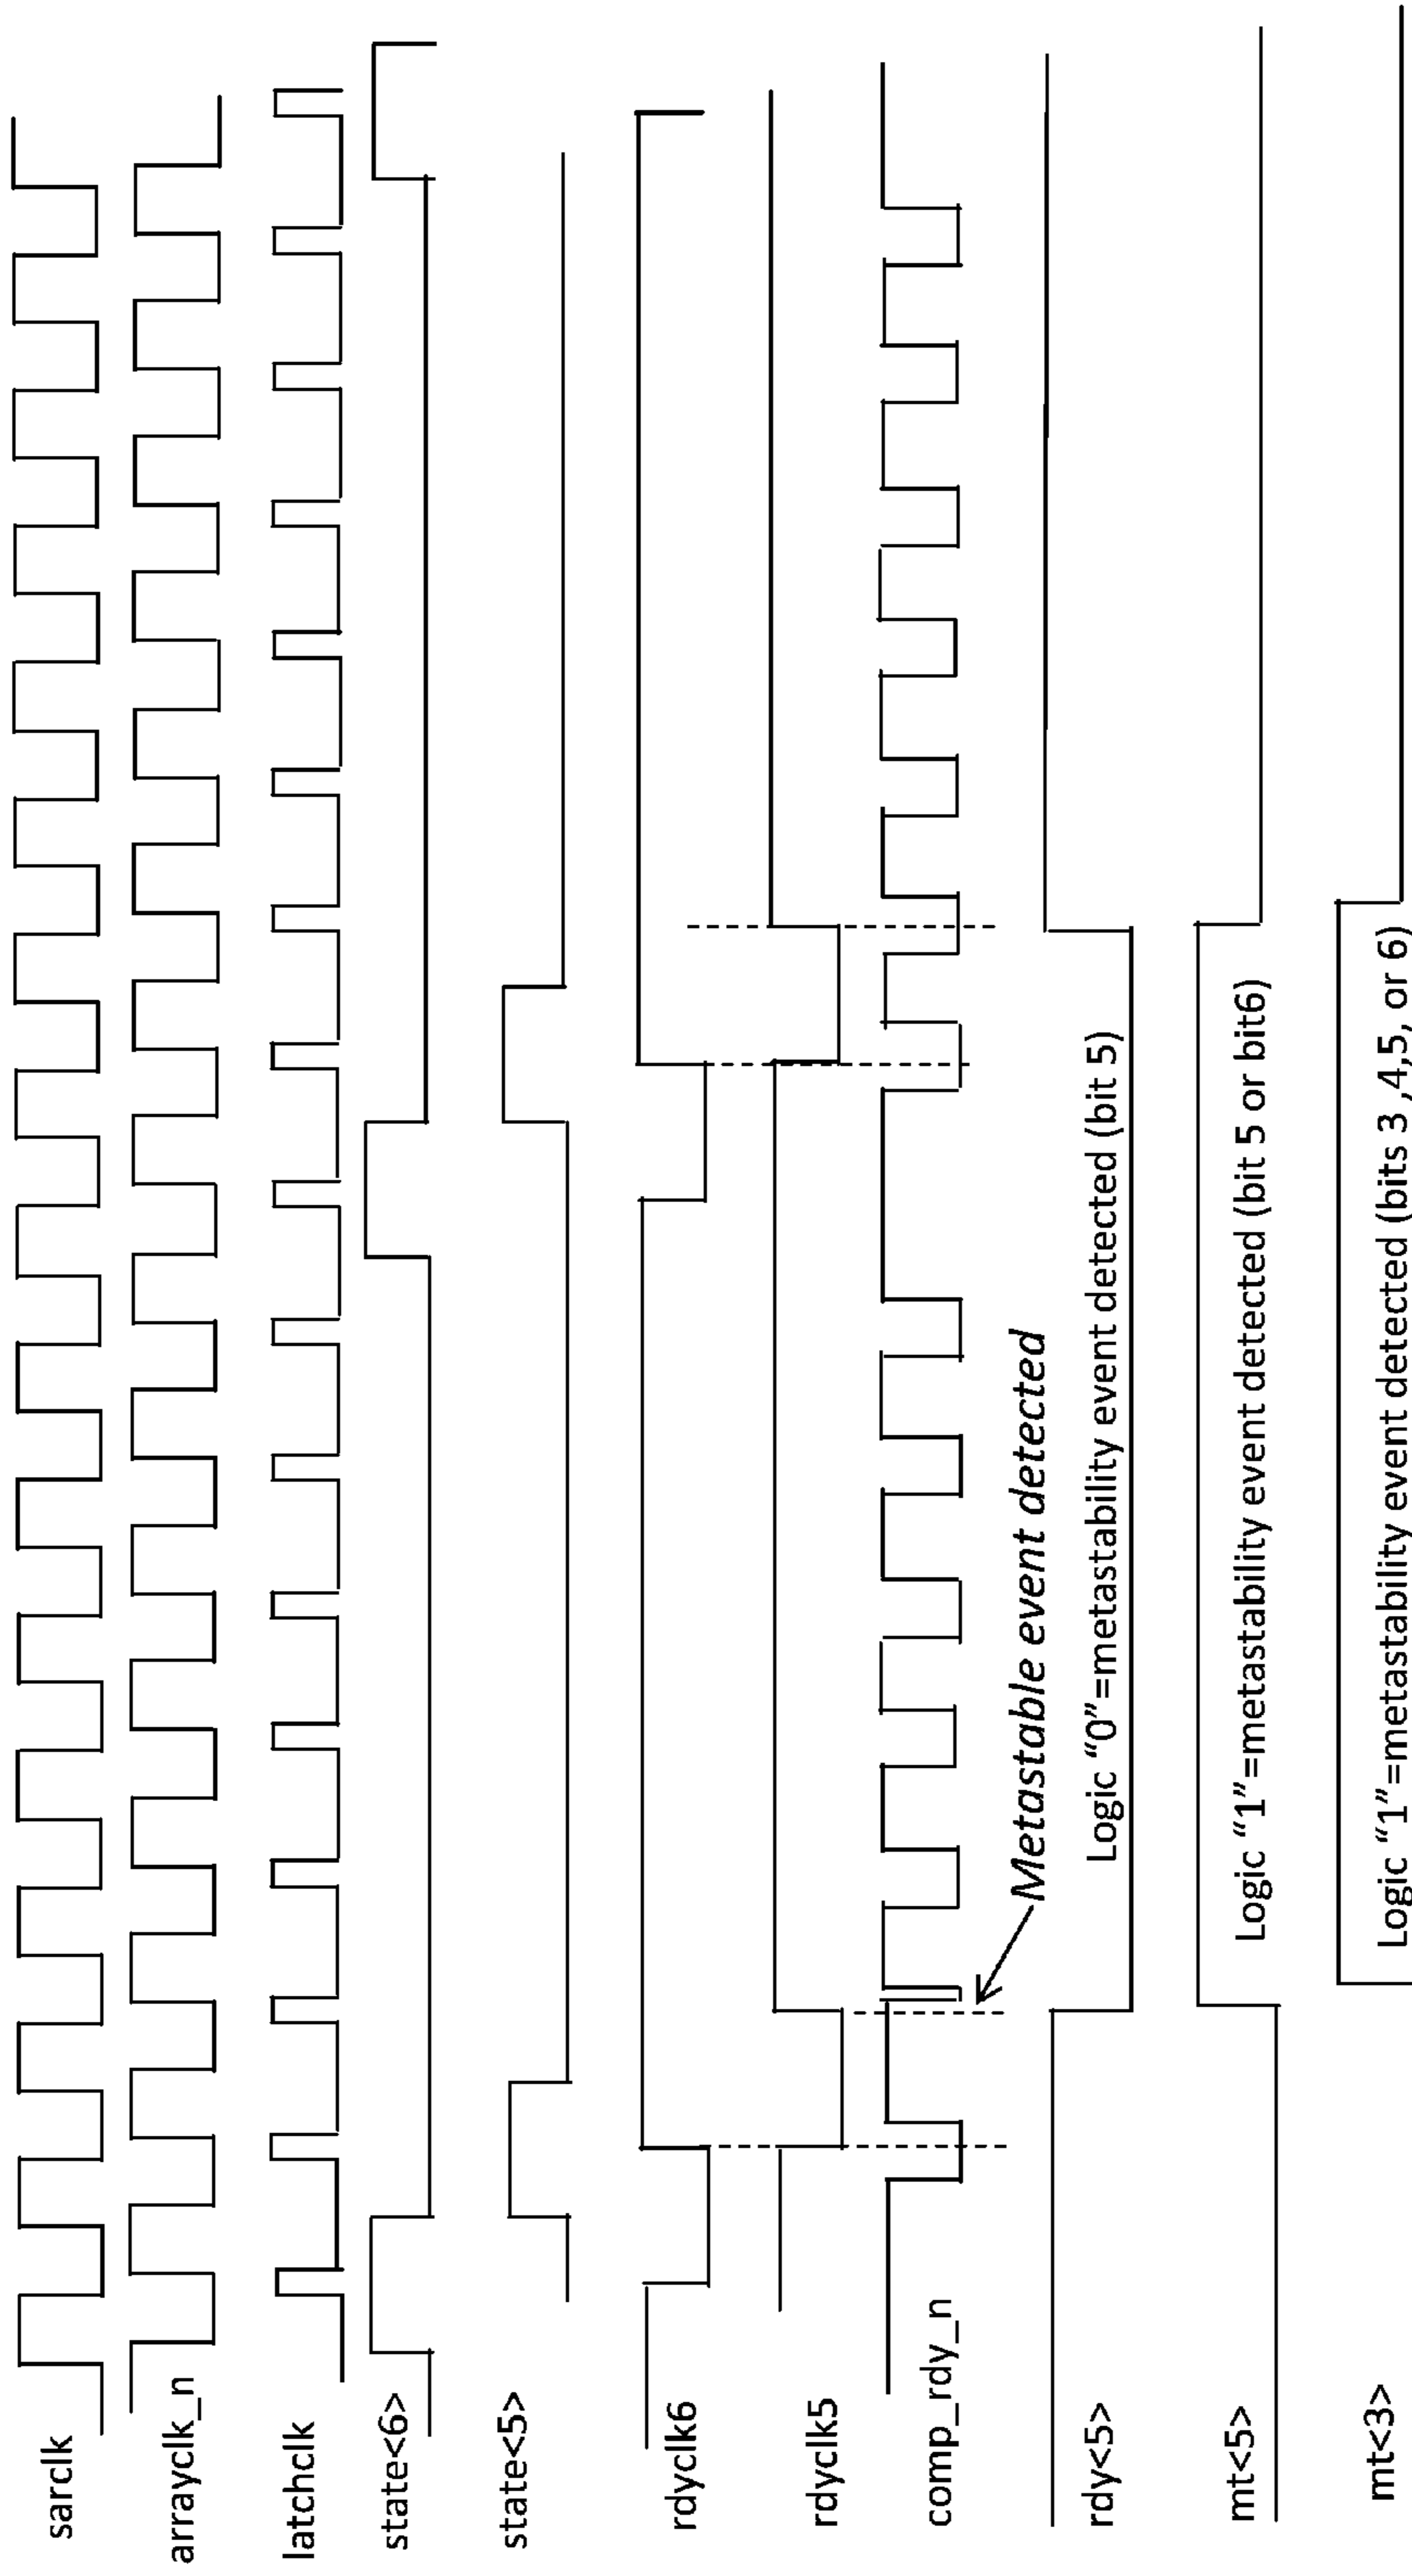 sarclk
arrayclk_n
latchclk
state<6>
state<5>
rdyclk6
rdyclk5
comp_rdy_n
Metastable event detected
rdy<5>
Logic “0”=metastability event detected (bit 5)
mt<5>
Logic “1”=metastability event detected (bit 5 or bit6)
mt<3>
Logic “1”=metastability event detected (bits 3 ,4,5, or 6)